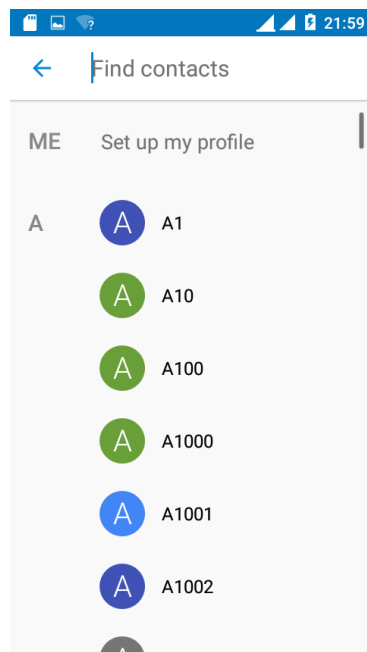 ? 21:59
Find contacts
ME Set up my profile
A A A1
A A10
A A100
A A1000
A A1001
A A1002